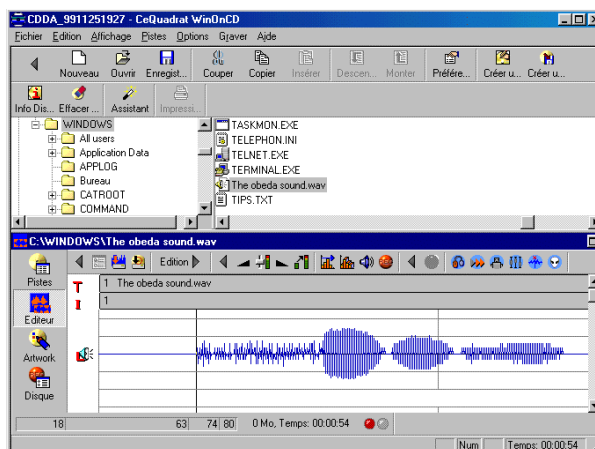 CDDA_9911251927 - CeQuadrat WinOnCD
Fichier Edition Affichage Pistes Options Graver Aide
Nouveau Ouvrir Enregist... Couper Copier Insérer Descen... Monter Préfére... Créer u... Créer u...
Info Dis... Effacer ... Assistant Impressi...
WINDOWS
All users
Application Data
APPLOG
Bureau
CATROOT
COMMAND
TASKMON.EXE
TELEPHON.INI
TELNET.EXE
TERMINAL.EXE
The obeda sound.wav
TIPS.TXT
C:\WINDOWS\The obeda sound.wav
Edition
Pistes
Editeur
Artwork
Disque
T 1 The obeda sound.wav
I 1
18 63 74 80 0 Mo, Temps: 00:00:54
Num Temps: 00:00:54